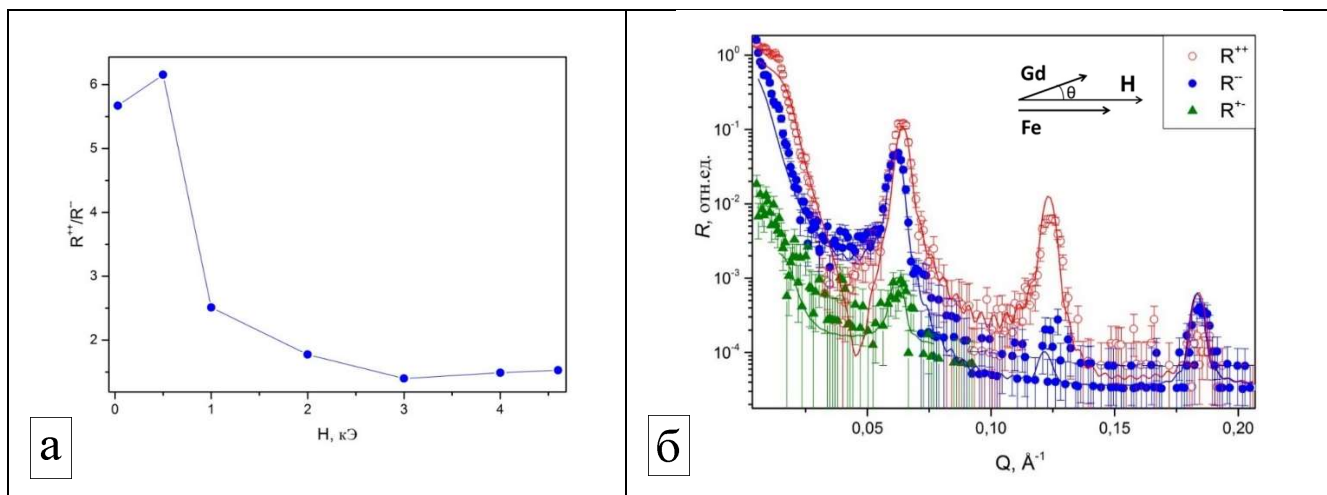 6
5
4
3
2
R⁺⁺/R⁻⁻
0
1
2
3
4
H, кЭ
а
10⁰
10⁻¹
10⁻²
10⁻³
10⁻⁴
R, отн.ед.
Gd
θ
H
Fe
R⁺⁺
R⁻⁻
R⁺⁻
0,05
0,10
0,15
0,20
Q, Å⁻¹
б